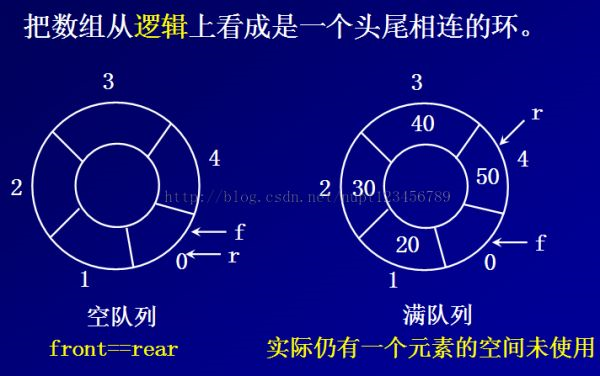 把数组从逻辑上看成是一个头尾相连的环。
3
2
4
f
0
r
1
空队列
front==rear
3
40
r
4
2
30
50
20
f
0
1
满队列
实际仍有一个元素的空间未使用
http://blog.csdn.net/nupt123456789